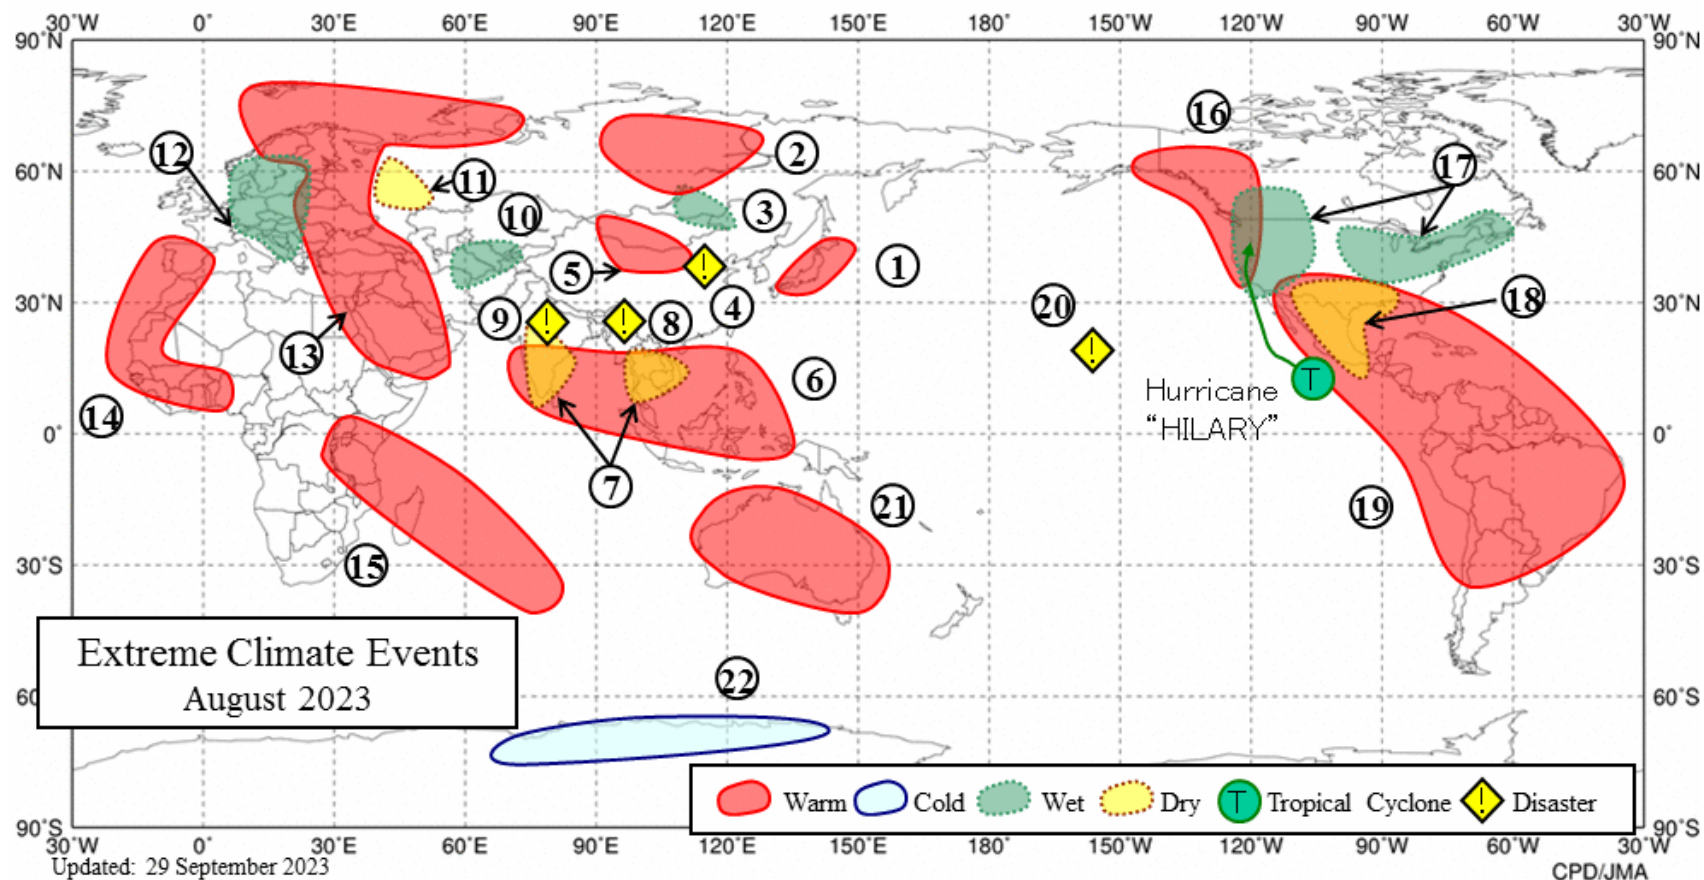 30°W 0° 30°E 60°E 90°E 120°E 150°E 180° 150°W 120°W 90°W 60°W 30°W
90°N 90°N
16
12 2 17
60°N 60°N
11
10 3
5 1
4 20 18
30°N 30°N
9 8
13
6
Hurricane
“HILARY”
14
0° 0°
7
21 19
15
30°S 30°S
Extreme Climate Events
August 2023
22
60 60°S
Warm Cold Wet Dry T Tropical Cyclone ! Disaster
90°S 90°S
30°W 0° 30°E 60°E 90°E 120°E 150°E 180° 150°W 120°W 90°W 60°W 30°W
Updated: 29 September 2023
CPD/JMA